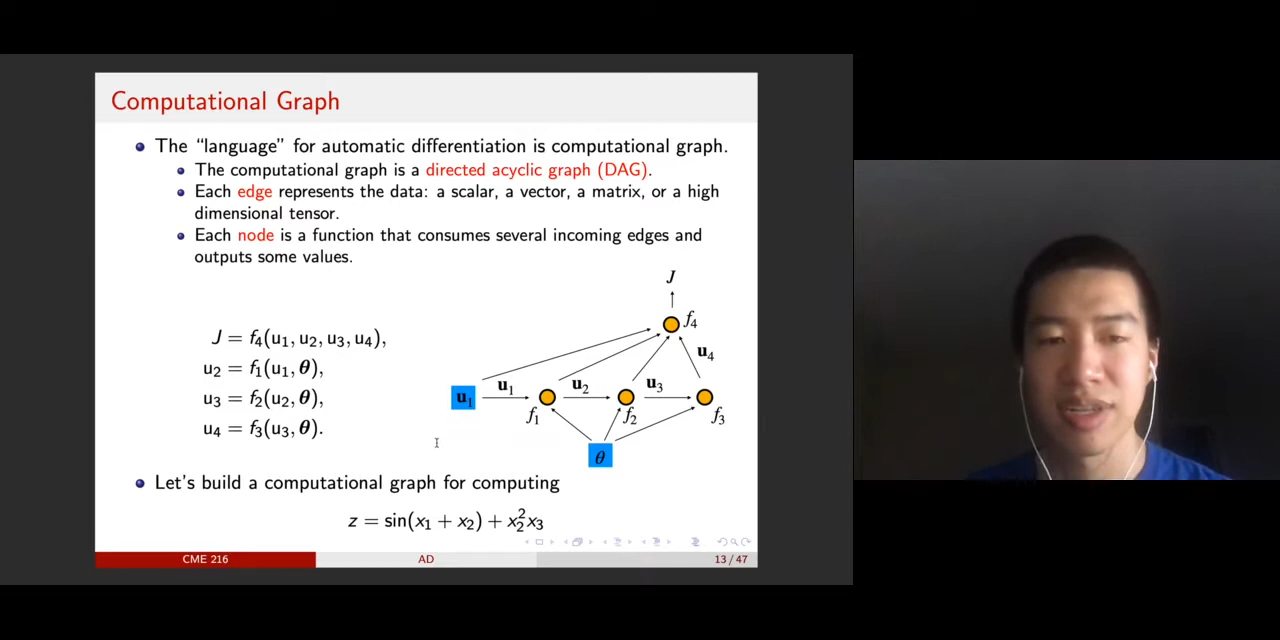 Computational Graph
The “language” for automatic differentiation is computational graph.
The computational graph is a directed acyclic graph (DAG).
Each edge represents the data: a scalar, a vector, a matrix, or a high
dimensional tensor.
Each node is a function that consumes several incoming edges and
outputs some values.
J = f₄(u₁, u₂, u₃, u₄),
u₂ = f₁(u₁, θ),
u₃ = f₂(u₂, θ),
u₄ = f₃(u₃, θ).
J
f₄
u₄
u₁ u₁ u₂ u₃
f₁ f₂ f₃
θ
Let's build a computational graph for computing
z = sin(x₁ + x₂) + x₂²x₃
CME 216 AD 13 / 47